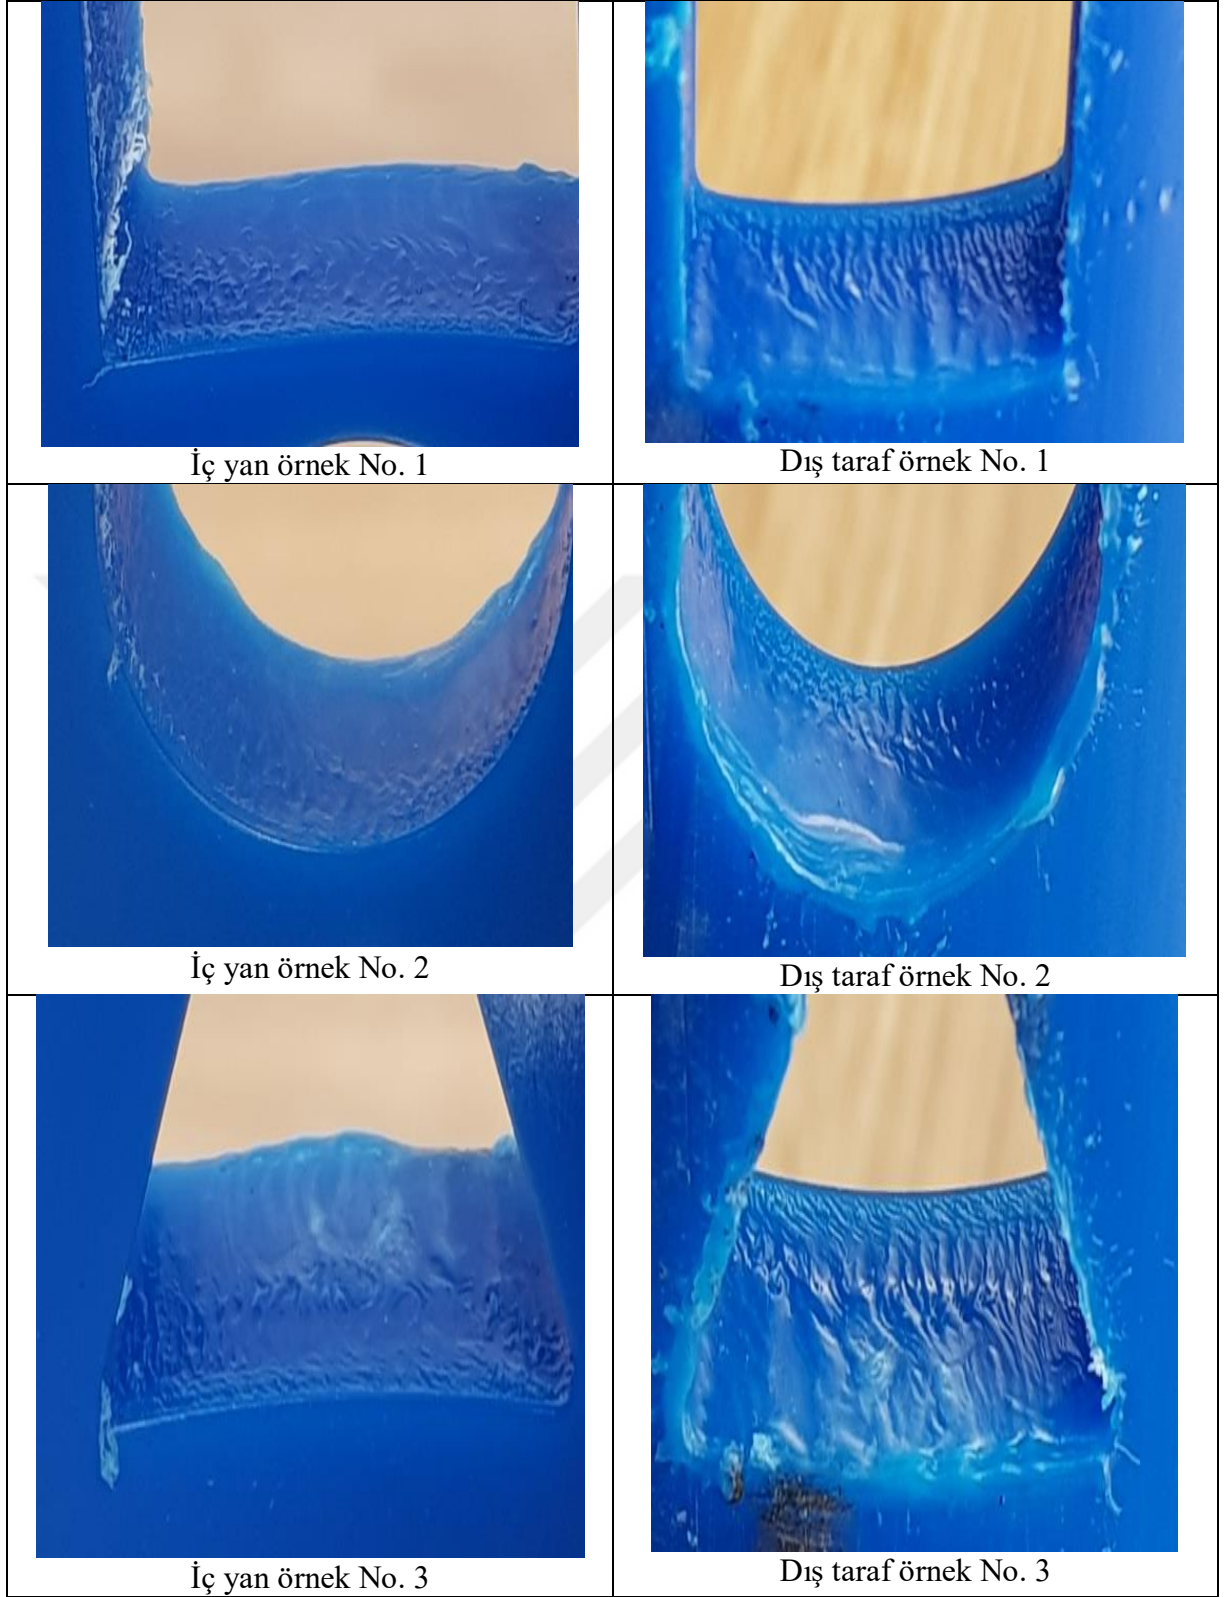 İç yan örnek No. 1
Dış taraf örnek No. 1
İç yan örnek No. 2
Dış taraf örnek No. 2
İç yan örnek No. 3
Dış taraf örnek No. 3